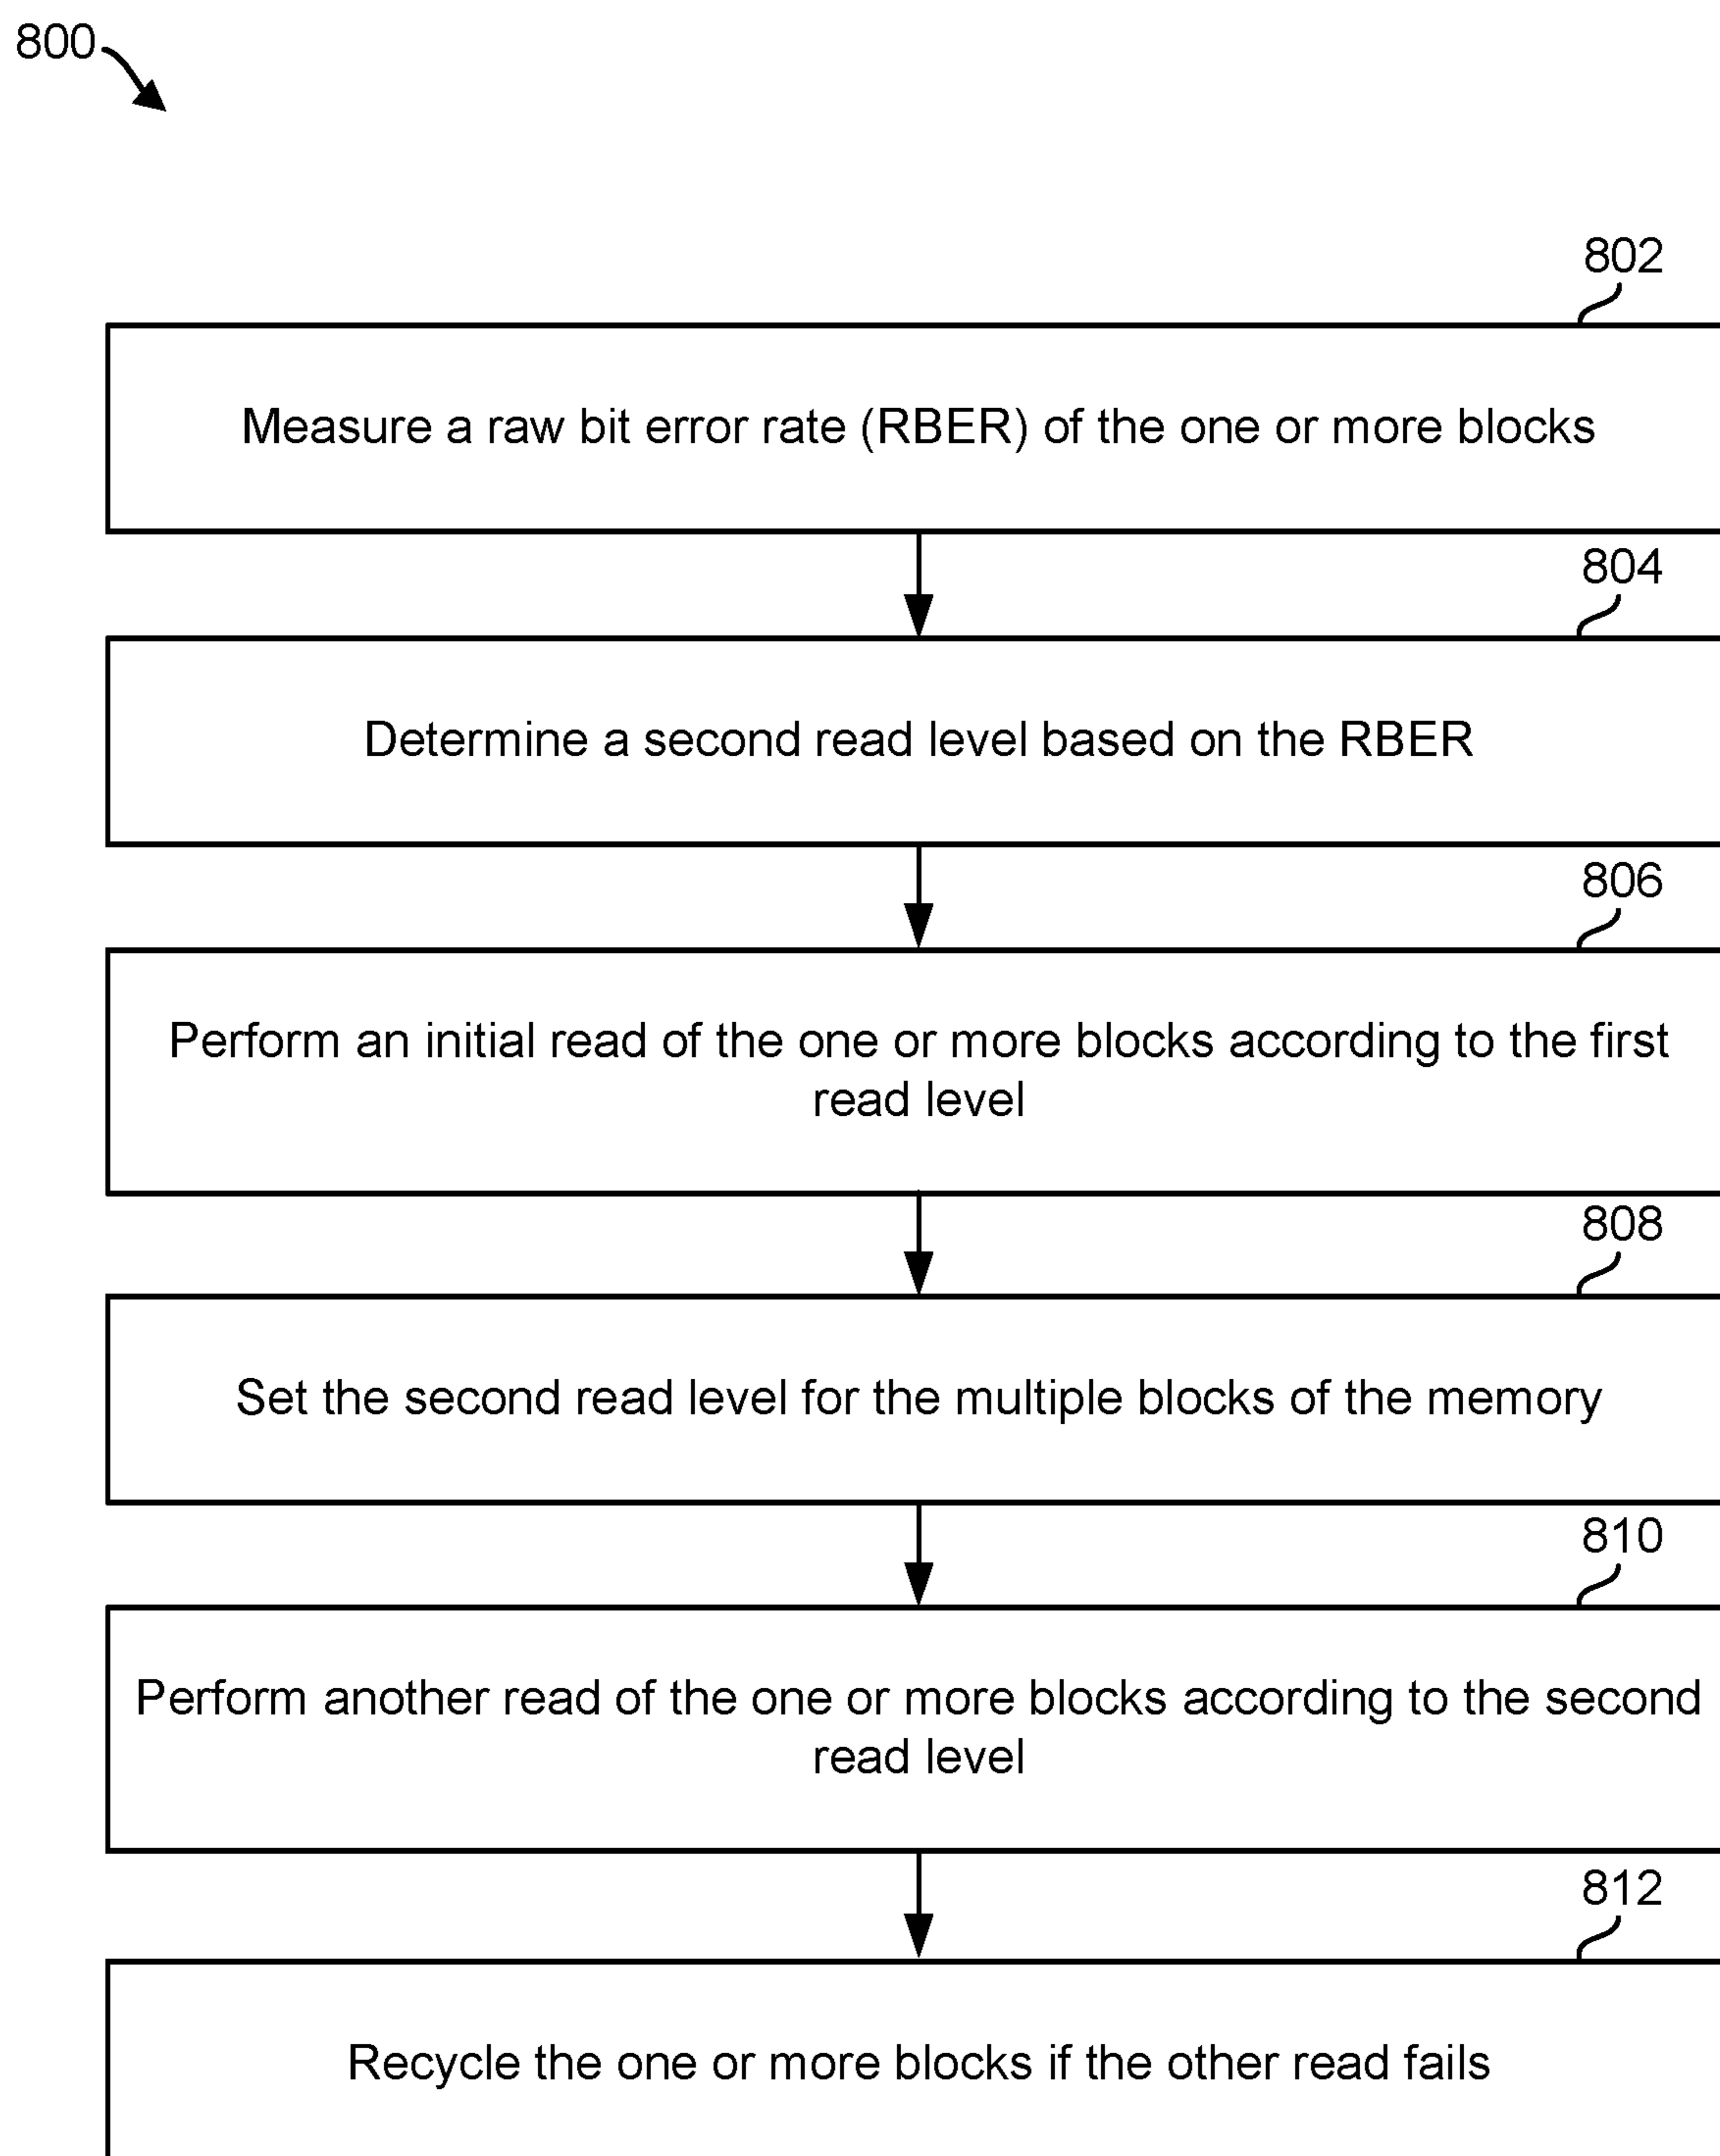 800
802
Measure a raw bit error rate (RBER) of the one or more blocks
804
Determine a second read level based on the RBER
806
Perform an initial read of the one or more blocks according to the first
read level
808
Set the second read level for the multiple blocks of the memory
810
Perform another read of the one or more blocks according to the second
read level
812
Recycle the one or more blocks if the other read fails